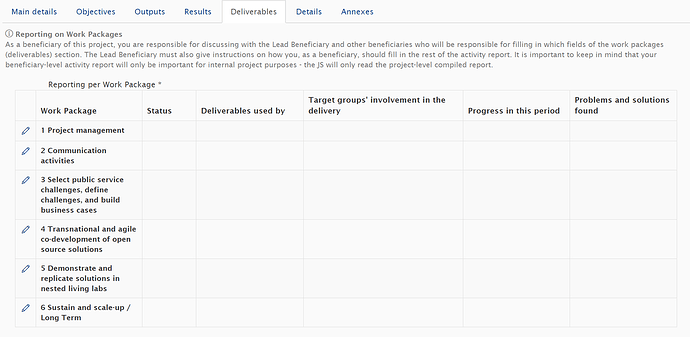 Main details Objectives Outputs Results Deliverables Details Annexes
Reporting on Work Packages
As a beneficiary of this project, you are responsible for discussing with the Lead Beneficiary and other beneficiaries who will be responsible for filling in which fields of the work packages
(deliverables) section. The Lead Beneficiary must also give instructions on how you, as a beneficiary, should fill in the rest of the activity report. It is important to keep in mind that your
beneficiary-level activity report will only be important for internal project purposes - the JS will only read the project-level compiled report.
Reporting per Work Package *
Work Package Status Deliverables used by Target groups' involvement in the
delivery Progress in this period Problems and solutions
found
1 Project management
2 Communication
activities
3 Select public service
challenges, define
challenges, and build
business cases
4 Transnational and agile
co-development of open
source solutions
5 Demonstrate and
replicate solutions in
nested living labs
6 Sustain and scale-up /
Long Term